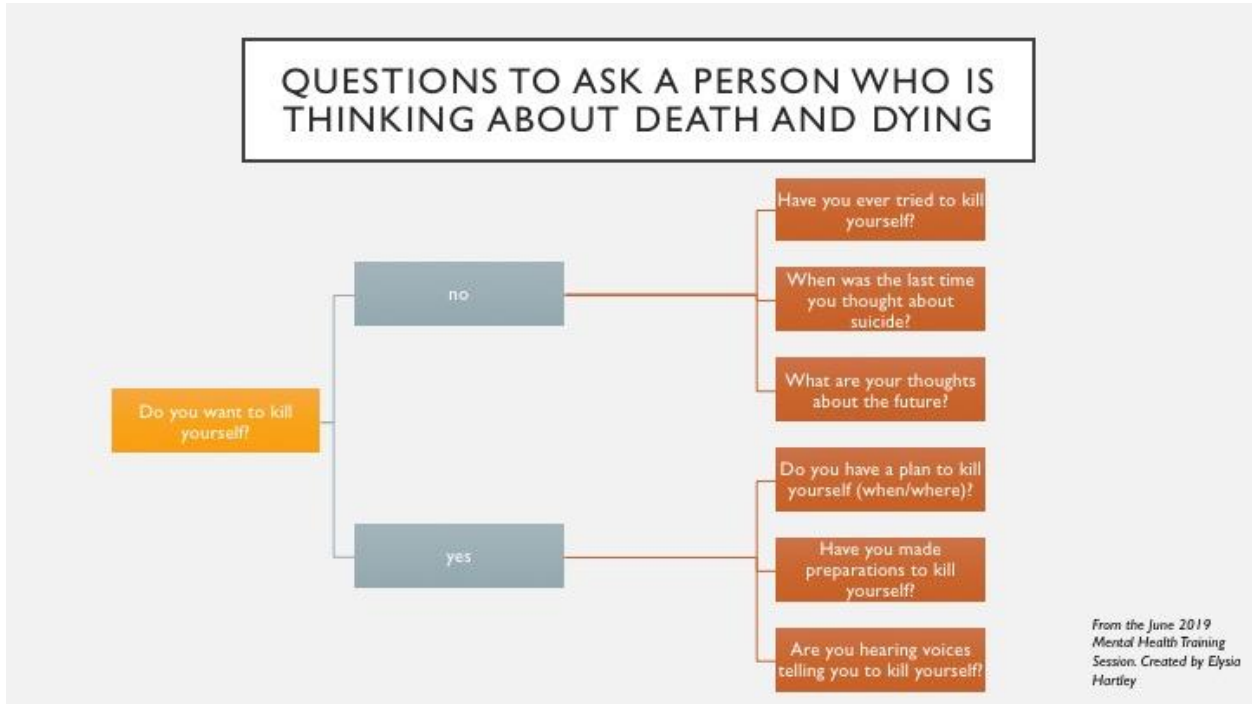 QUESTIONS TO ASK A PERSON WHO IS
THINKING ABOUT DEATH AND DYING
Do you want to kill
yourself?
no
Have you ever tried to kill
yourself?
When was the last time
you thought about
suicide?
What are your thoughts
about the future?
yes
Do you have a plan to kill
yourself (when/where)?
Have you made
preparations to kill
yourself?
Are you hearing voices
telling you to kill yourself?
From the June 2019
Mental Health Training
Session. Created by Elysia
Hartley